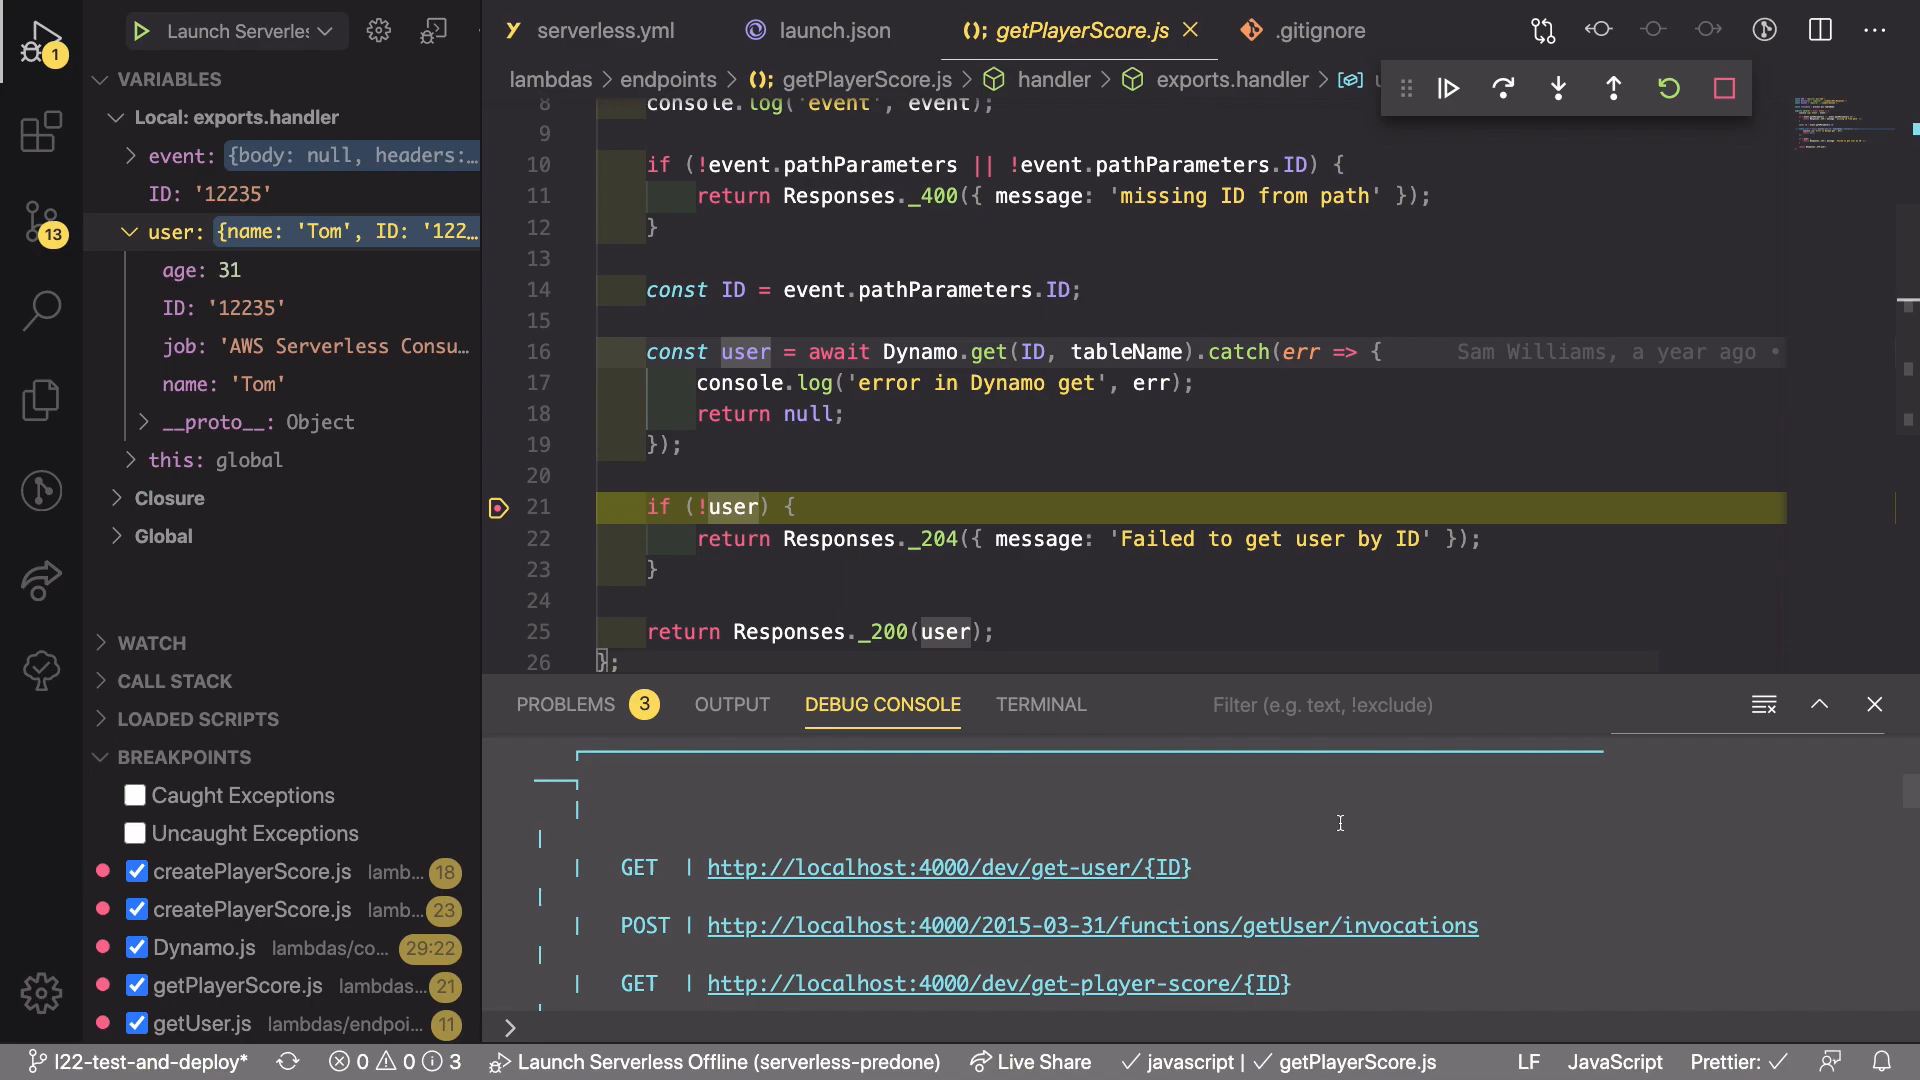 1
Launch Serverles
serverless.yml
launch.json
(); getPlayerScore.js
.gitignore
VARIABLES
Local: exports.handler
event: {body: null, headers:…
ID: '12235'
user: {name: 'Tom', ID: '122…
age: 31
ID: '12235'
job: 'AWS Serverless Consu…
name: 'Tom'
__proto__: Object
this: global
Closure
Global
WATCH
CALL STACK
LOADED SCRIPTS
BREAKPOINTS
Caught Exceptions
Uncaught Exceptions
createPlayerScore.js lamb… 18
createPlayerScore.js lamb… 23
Dynamo.js lambdas/co… 29:22
getPlayerScore.js lambdas… 21
getUser.js lambdas/endpoi… 11
13
lambdas > endpoints > (); getPlayerScore.js > handler > exports.handler >
8 console.log('event', event);
9
10 if (!event.pathParameters || !event.pathParameters.ID) {
11 return Responses._400({ message: 'missing ID from path' });
12 }
13
14 const ID = event.pathParameters.ID;
15
16 const user = await Dynamo.get(ID, tableName).catch(err => { Sam Williams, a year ago •
17 console.log('error in Dynamo get', err);
18 return null;
19 });
20
21 if (!user) {
22 return Responses._204({ message: 'Failed to get user by ID' });
23 }
24
25 return Responses._200(user);
26 };
PROBLEMS 3 OUTPUT DEBUG CONSOLE TERMINAL Filter (e.g. text, !exclude)
| GET | http://localhost:4000/dev/get-user/{ID}
| POST | http://localhost:4000/2015-03-31/functions/getUser/invocations
| GET | http://localhost:4000/dev/get-player-score/{ID}
>
l22-test-and-deploy* 0 0 3 Launch Serverless Offline (serverless-predone) Live Share ✓ javascript | ✓ getPlayerScore.js LF JavaScript Prettier: ✓